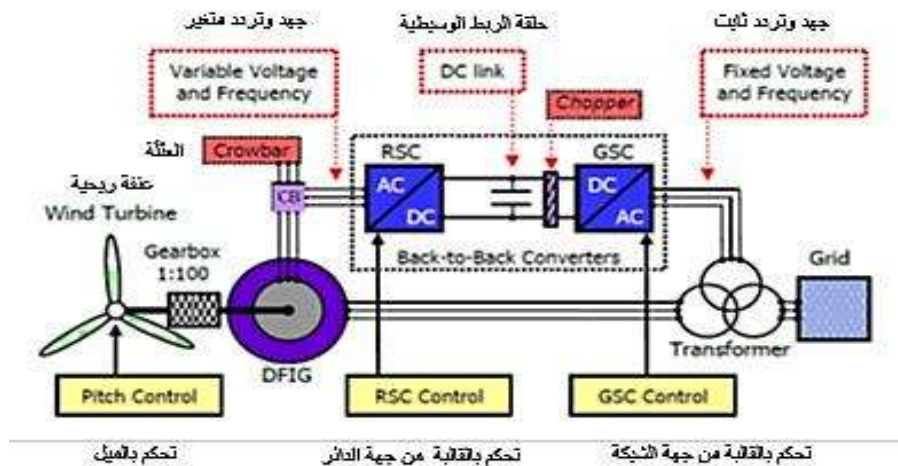 جهد وتردد متغير
حلقة الربط الوسيطية
جهد وتردد ثابت
Variable Voltage
and Frequency
DC link
Fixed Voltage
and Frequency
Chopper
العتلة
Crowbar
RSC
GSC
عنفة ريحية
Wind Turbine
CB
AC
DC
DC
AC
Gearbox
1:100
Back-to-Back Converters
Grid
DFIG
Transformer
Pitch Control
RSC Control
GSC Control
تحكم بالميل
تحكم بالقالبة من جهة الدائر
تحكم بالقالبة من جهة الشبكة